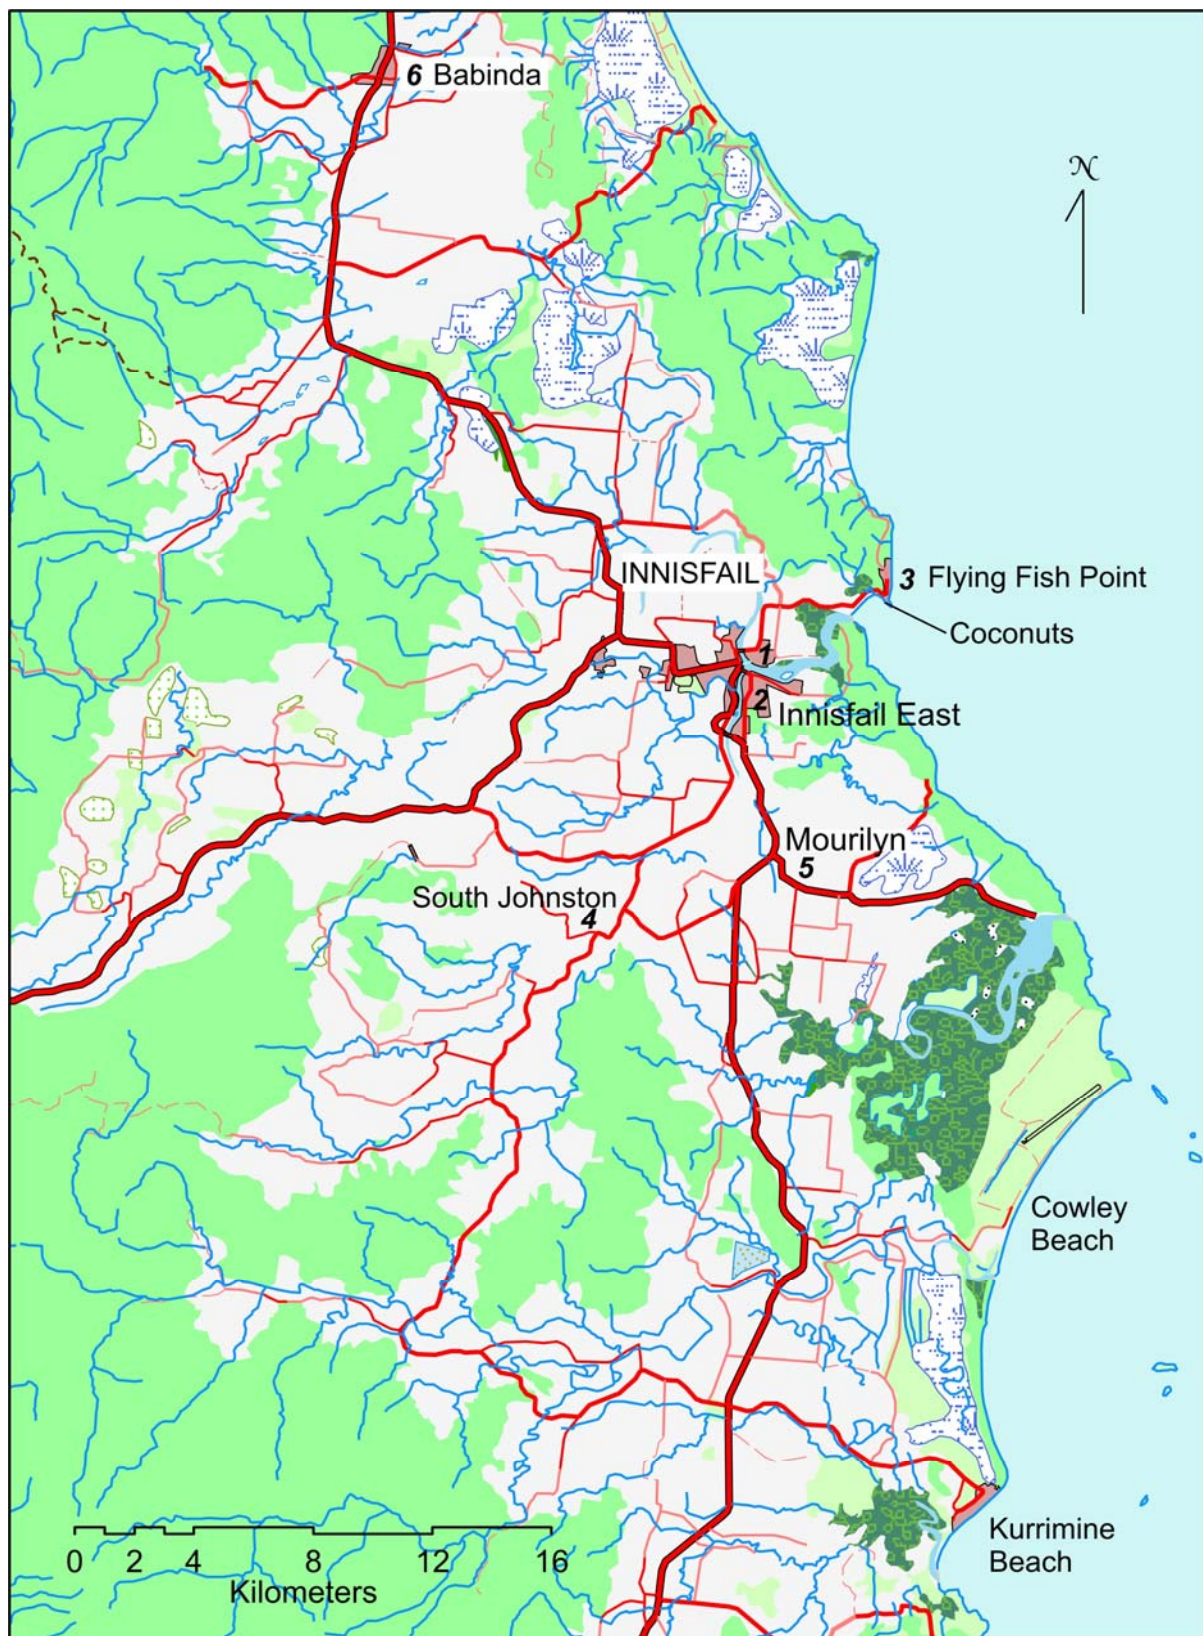 6 Babinda
N
INNISFAIL
3 Flying Fish Point
Coconuts
1
2
Innisfail East
Mourilyn
5
South Johnston
4
Cowley
Beach
Kurrimine
Beach
0 2 4 8 12 16
Kilometers